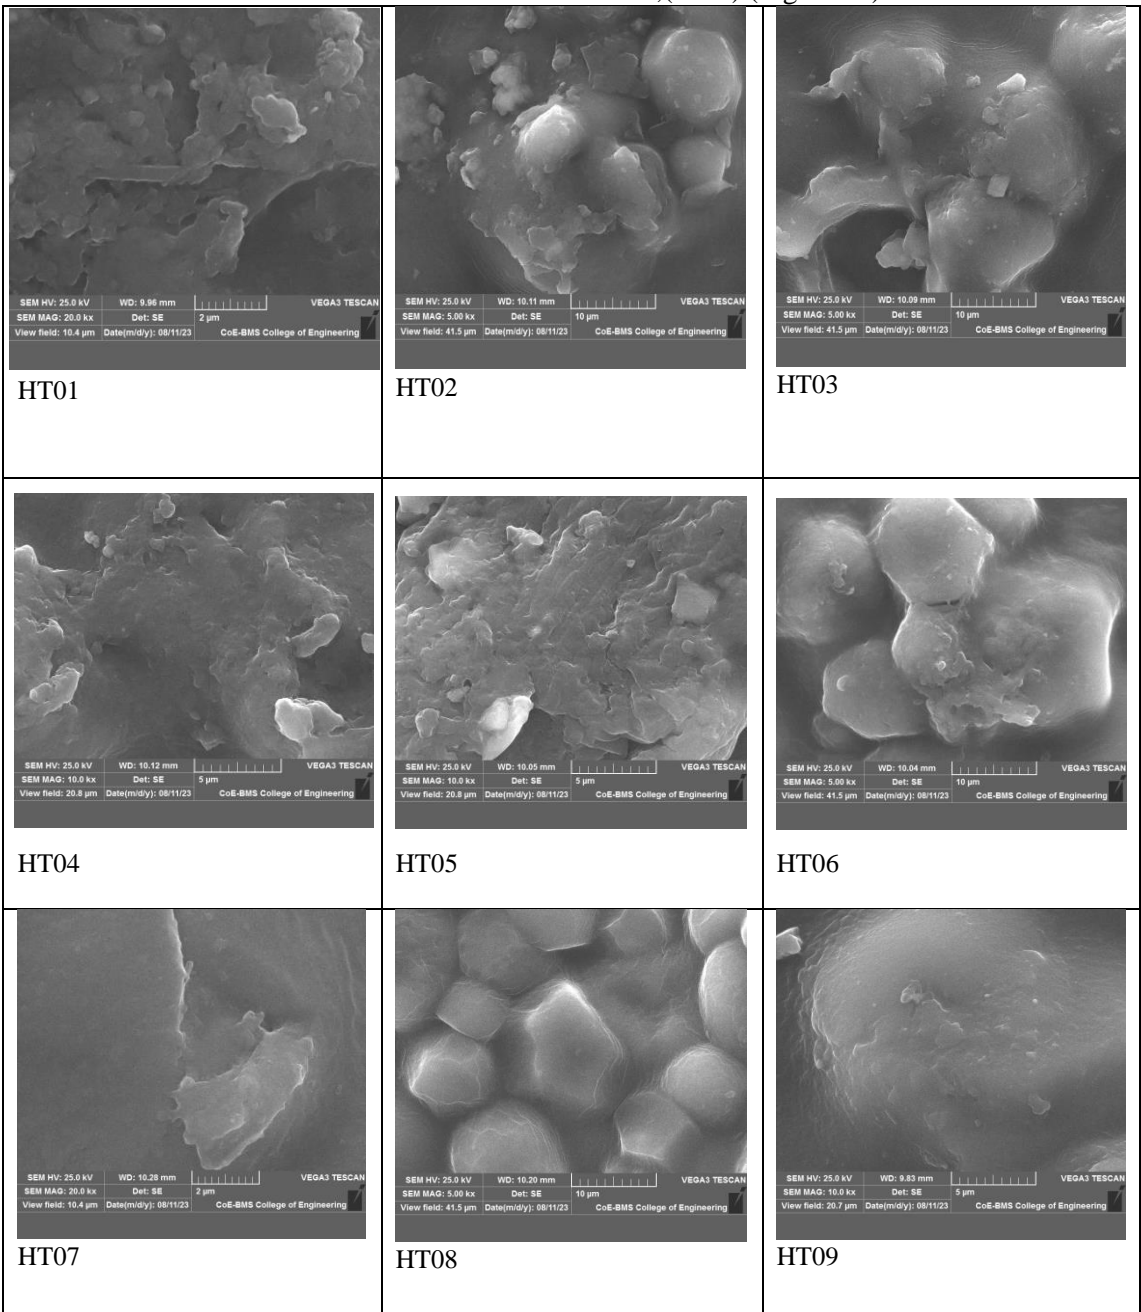 SEM HV: 25.0 kV WD: 9.96 mm VEGA3 TESCAN
SEM MAG: 20.0 kx Det: SE 2 µm
View field: 10.4 µm Date(m/d/y): 08/11/23 CoE-BMS College of Engineering
HT01
SEM HV: 25.0 kV WD: 10.11 mm VEGA3 TESCAN
SEM MAG: 5.00 kx Det: SE 10 µm
View field: 41.5 µm Date(m/d/y): 08/11/23 CoE-BMS College of Engineering
HT02
SEM HV: 25.0 kV WD: 10.09 mm VEGA3 TESCAN
SEM MAG: 5.00 kx Det: SE 10 µm
View field: 41.5 µm Date(m/d/y): 08/11/23 CoE-BMS College of Engineering
HT03
SEM HV: 25.0 kV WD: 10.12 mm VEGA3 TESCAN
SEM MAG: 10.0 kx Det: SE 5 µm
View field: 20.8 µm Date(m/d/y): 08/11/23 CoE-BMS College of Engineering
HT04
SEM HV: 25.0 kV WD: 10.05 mm VEGA3 TESCAN
SEM MAG: 10.0 kx Det: SE 5 µm
View field: 20.8 µm Date(m/d/y): 08/11/23 CoE-BMS College of Engineering
HT05
SEM HV: 25.0 kV WD: 10.04 mm VEGA3 TESCAN
SEM MAG: 5.00 kx Det: SE 10 µm
View field: 41.5 µm Date(m/d/y): 08/11/23 CoE-BMS College of Engineering
HT06
SEM HV: 25.0 kV WD: 10.28 mm VEGA3 TESCAN
SEM MAG: 20.0 kx Det: SE 2 µm
View field: 10.4 µm Date(m/d/y): 08/11/23 CoE-BMS College of Engineering
HT07
SEM HV: 25.0 kV WD: 10.20 mm VEGA3 TESCAN
SEM MAG: 5.00 kx Det: SE 10 µm
View field: 41.5 µm Date(m/d/y): 08/11/23 CoE-BMS College of Engineering
HT08
SEM HV: 25.0 kV WD: 9.83 mm VEGA3 TESCAN
SEM MAG: 10.0 kx Det: SE 5 µm
View field: 20.7 µm Date(m/d/y): 08/11/23 CoE-BMS College of Engineering
HT09